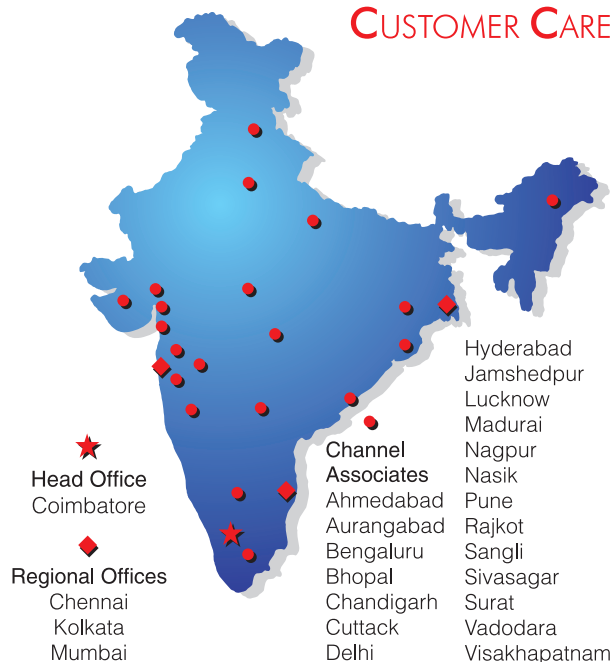 CUSTOMER CARE
Head Office
Coimbatore
Regional Offices
Chennai
Kolkata
Mumbai
Channel
Associates
Ahmedabad
Aurangabad
Bengaluru
Bhopal
Chandigarh
Cuttack
Delhi
Hyderabad
Jamshedpur
Lucknow
Madurai
Nagpur
Nasik
Pune
Rajkot
Sangli
Sivasagar
Surat
Vadodara
Visakhapatnam